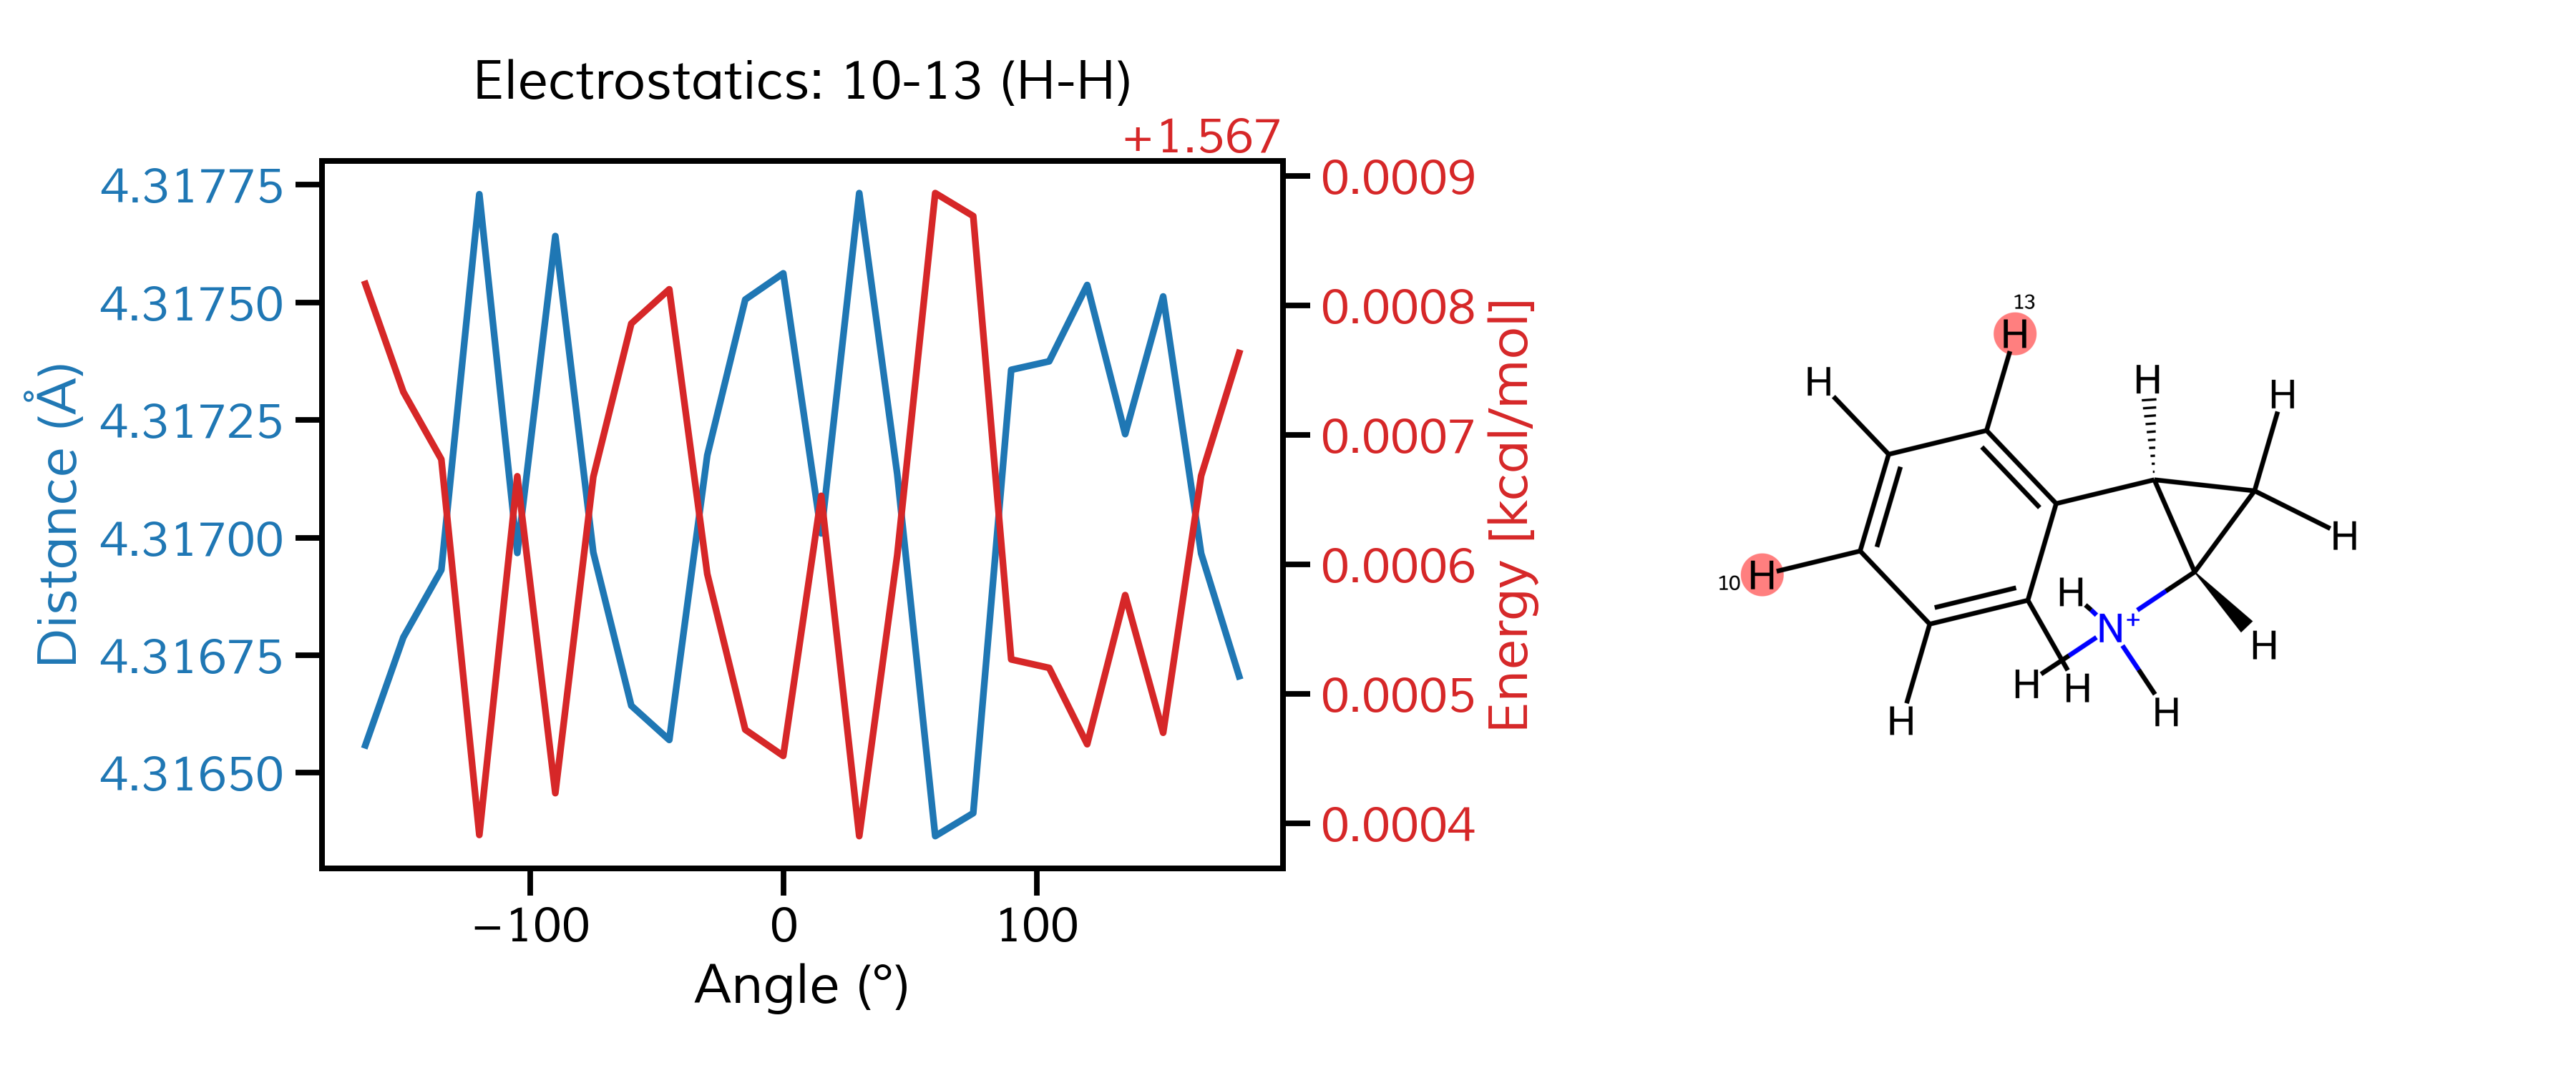 Electrostatics: 10-13 (H-H)
+1.567
4.31775
4.31750
4.31725
4.31700
4.31675
4.31650
Distance (Å)
0.0009
0.0008
0.0007
0.0006
0.0005
0.0004
Energy [kcal/mol]
−100 0 100
Angle (°)
13
H
H
H
H
H
10 H
H
N+
H
H
H
H
H